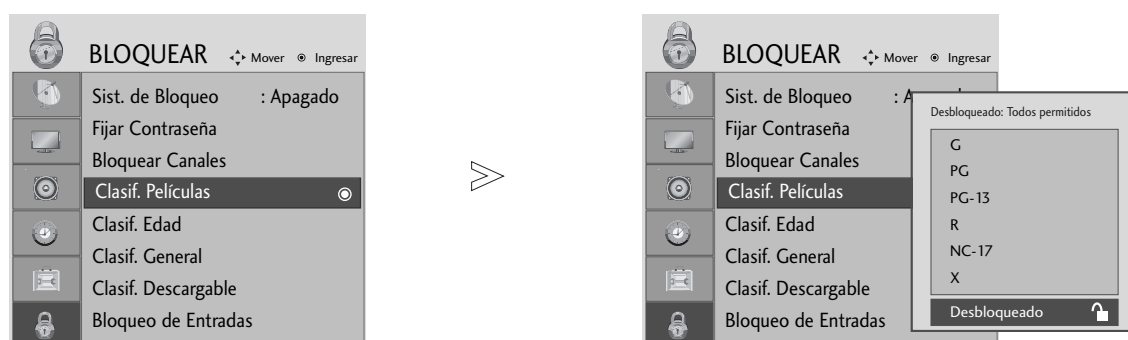 BLOQUEAR Mover Ingresar
Sist. de Bloqueo : Apagado
Fijar Contraseña
Bloquear Canales
Clasif. Películas
Clasif. Edad
Clasif. General
Clasif. Descargable
Bloqueo de Entradas
BLOQUEAR Mover Ingresar
Sist. de Bloqueo
Fijar Contraseña
Bloquear Canales
Clasif. Películas
Clasif. Edad
Clasif. General
Clasif. Descargable
Bloqueo de Entradas
Desbloqueado: Todos permitidos
G
PG
PG-13
R
NC-17
X
Desbloqueado